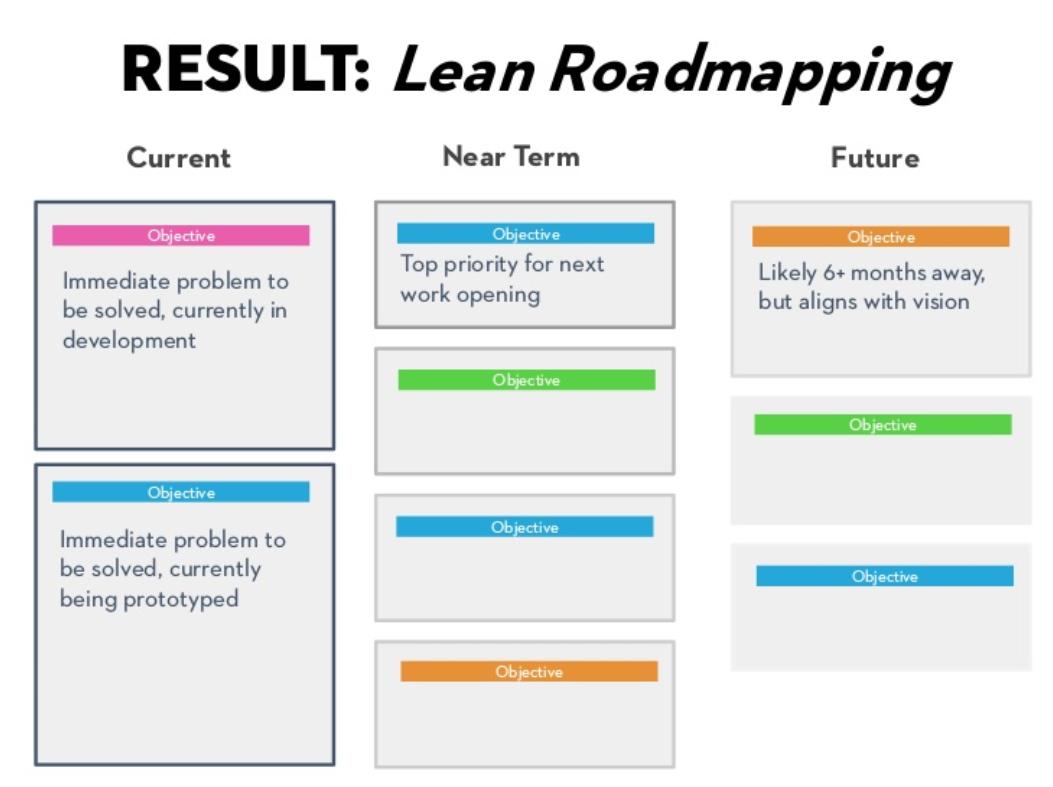 RESULT: Lean Roadmapping
Current
Near Term
Future
Objective
Immediate problem to
be solved, currently in
development
Objective
Immediate problem to
be solved, currently
being prototyped
Objective
Top priority for next
work opening
Objective
Objective
Objective
Objective
Likely 6+ months away,
but aligns with vision
Objective
Objective